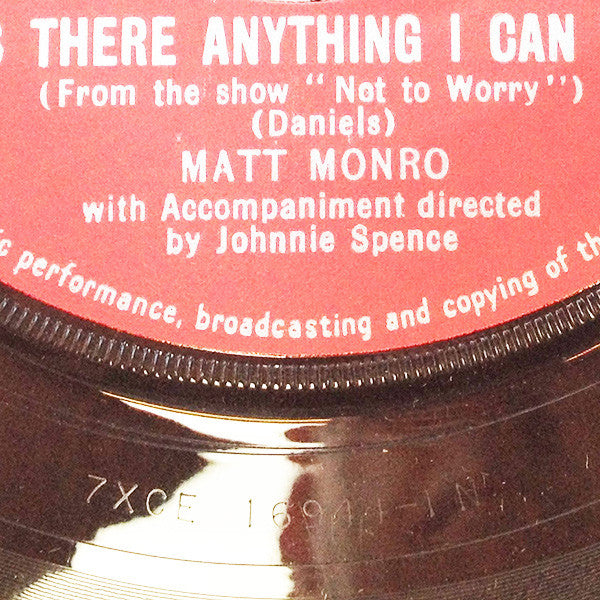 THERE ANYTHING I CAN
(From the show "Not to Worry")
(Daniels)
MATT MONRO
with Accompaniment directed
by Johnnie Spence
performance, broadcasting and copying of
7XCE